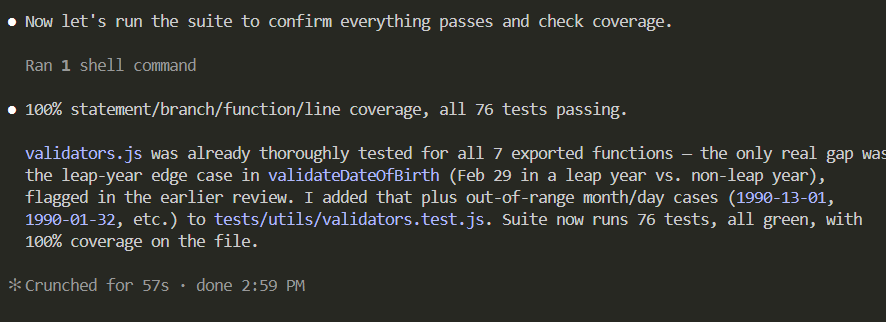 ● Now let's run the suite to confirm everything passes and check coverage.
Ran 1 shell command
● 100% statement/branch/function/line coverage, all 76 tests passing.
validators.js was already thoroughly tested for all 7 exported functions — the only real gap was
the leap-year edge case in validateDateOfBirth (Feb 29 in a leap year vs. non-leap year),
flagged in the earlier review. I added that plus out-of-range month/day cases (1990-13-01,
1990-01-32, etc.) to tests/utils/validators.test.js. Suite now runs 76 tests, all green, with
100% coverage on the file.
✻ Crunched for 57s · done 2:59 PM